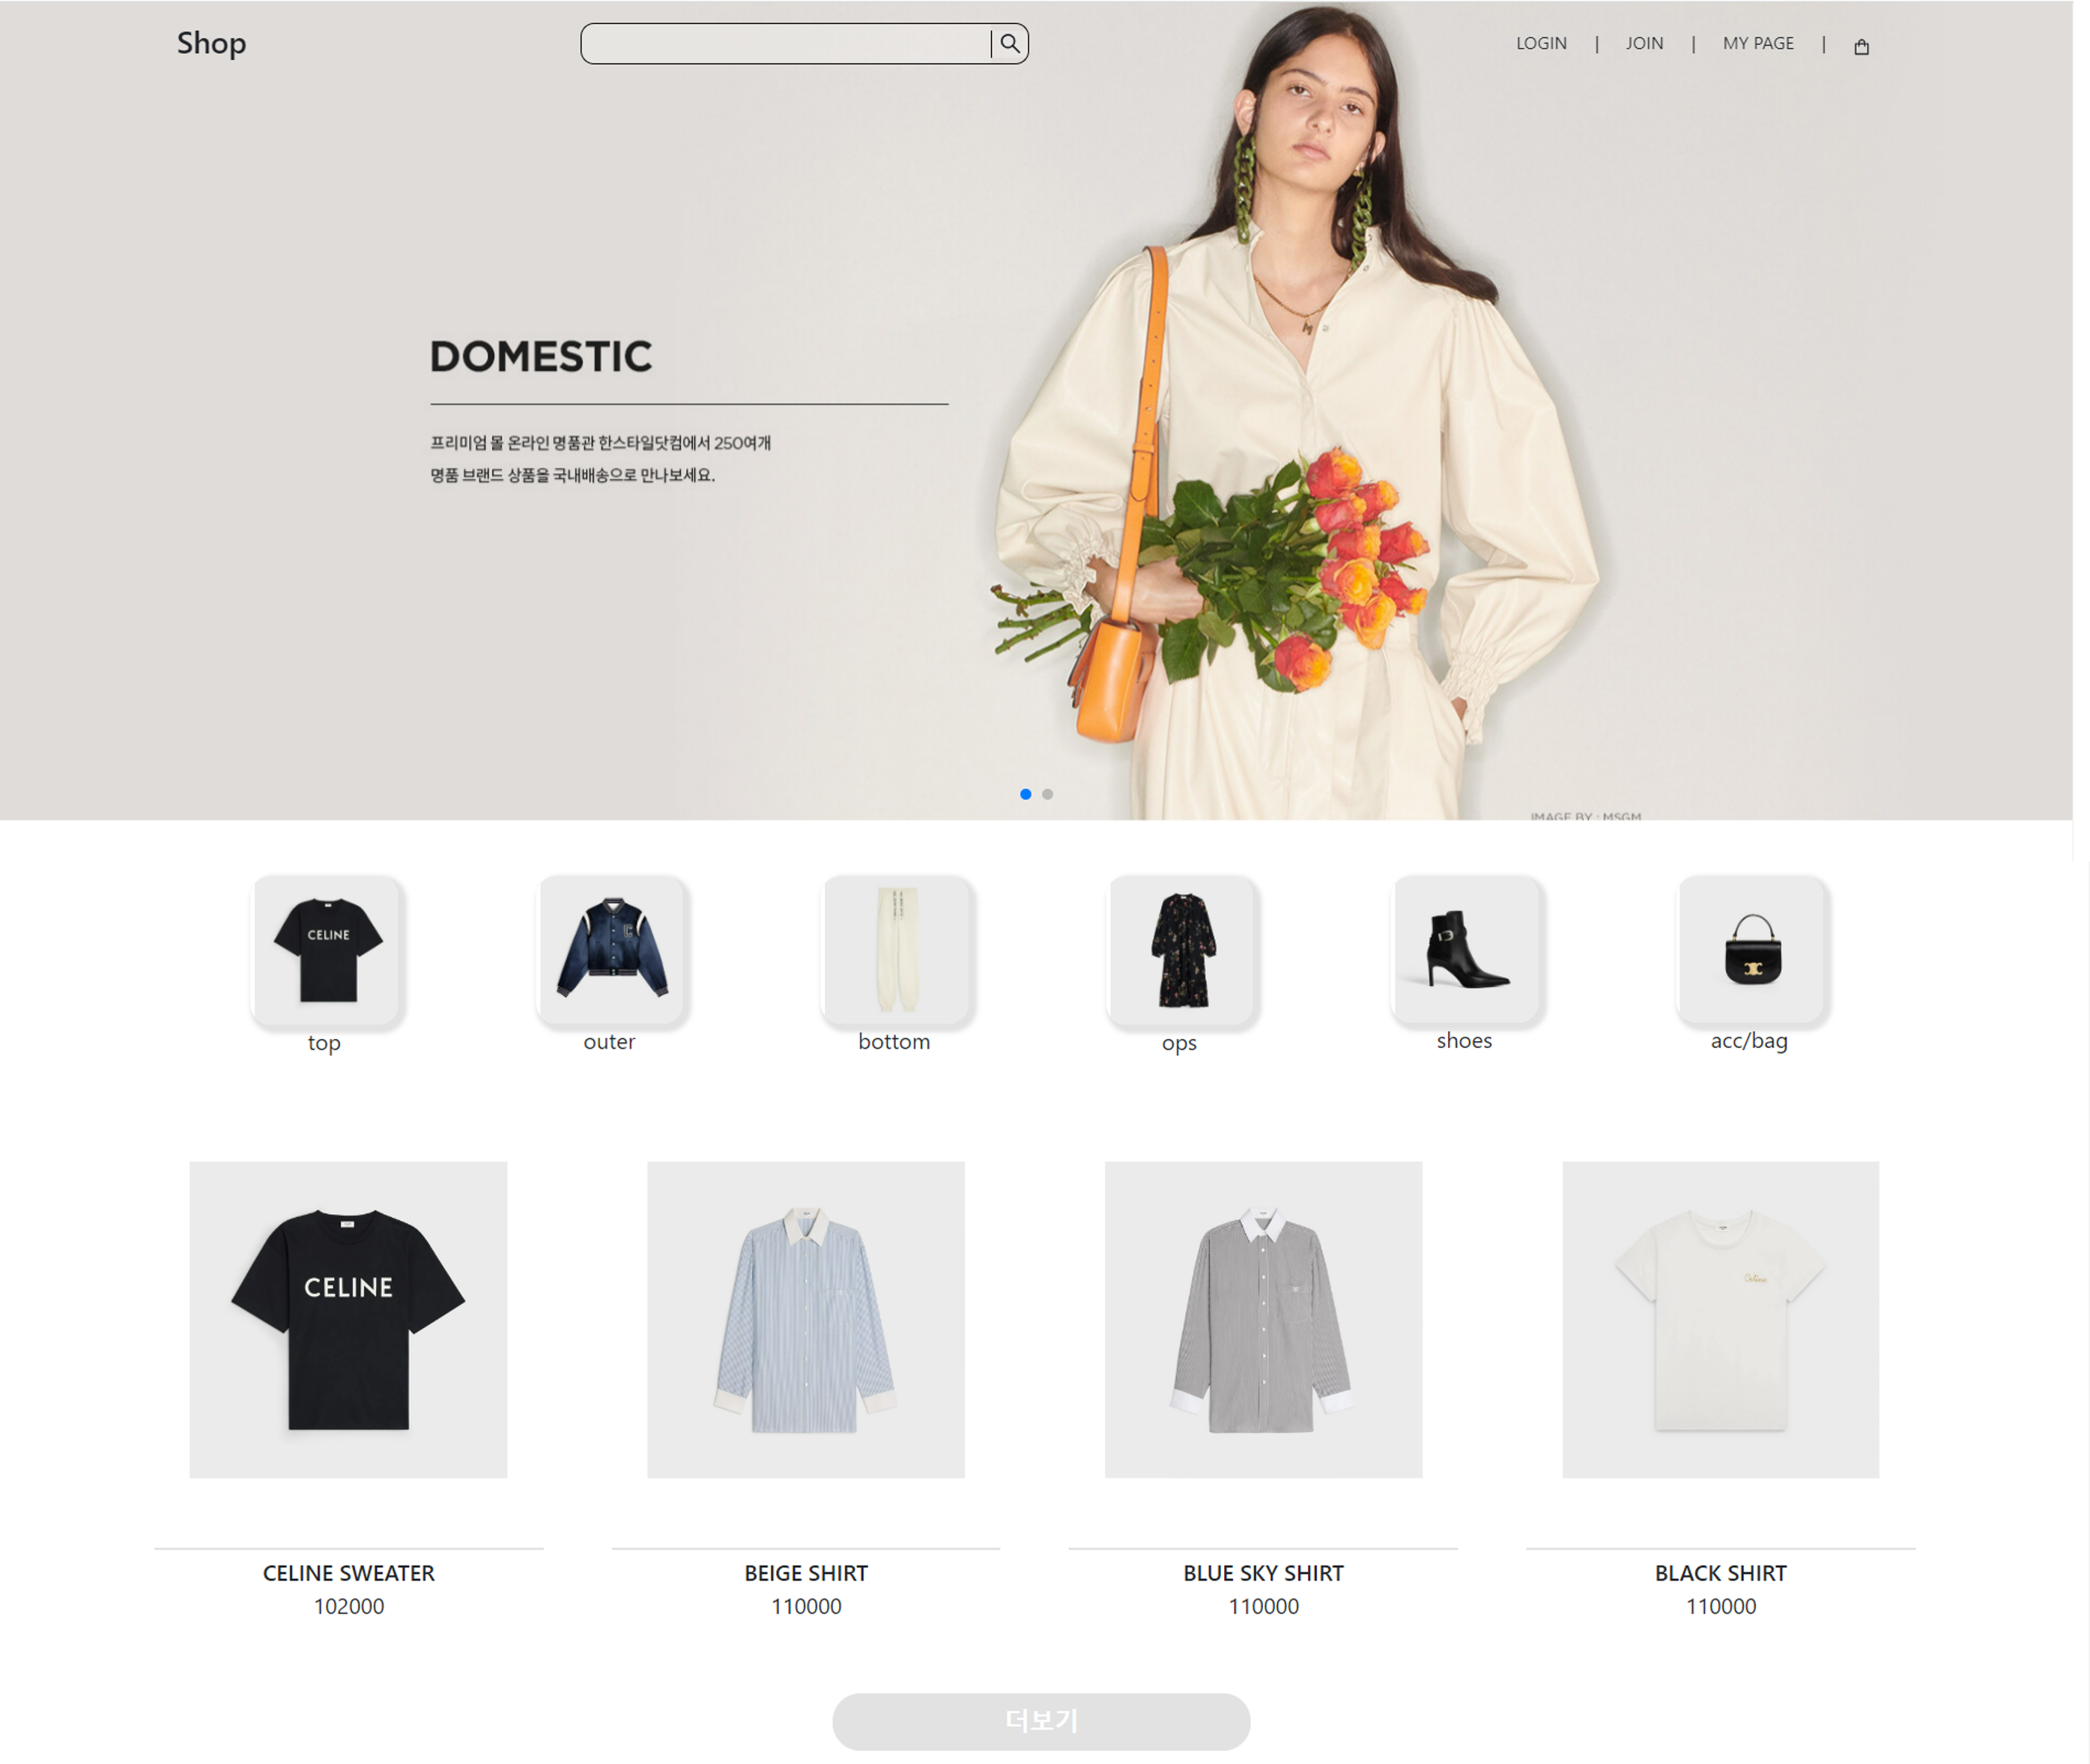 Shop
LOGIN | JOIN | MY PAGE |
DOMESTIC
프리미엄 몰 온라인 명품관 한스타일닷컴에서 250여개
명품 브랜드 상품을 국내배송으로 만나보세요.
IMAGE BY : MSGM
CELINE
C
top
outer
bottom
ops
shoes
acc/bag
CELINE
Celine
CELINE SWEATER
102000
BEIGE SHIRT
110000
BLUE SKY SHIRT
110000
BLACK SHIRT
110000
더보기